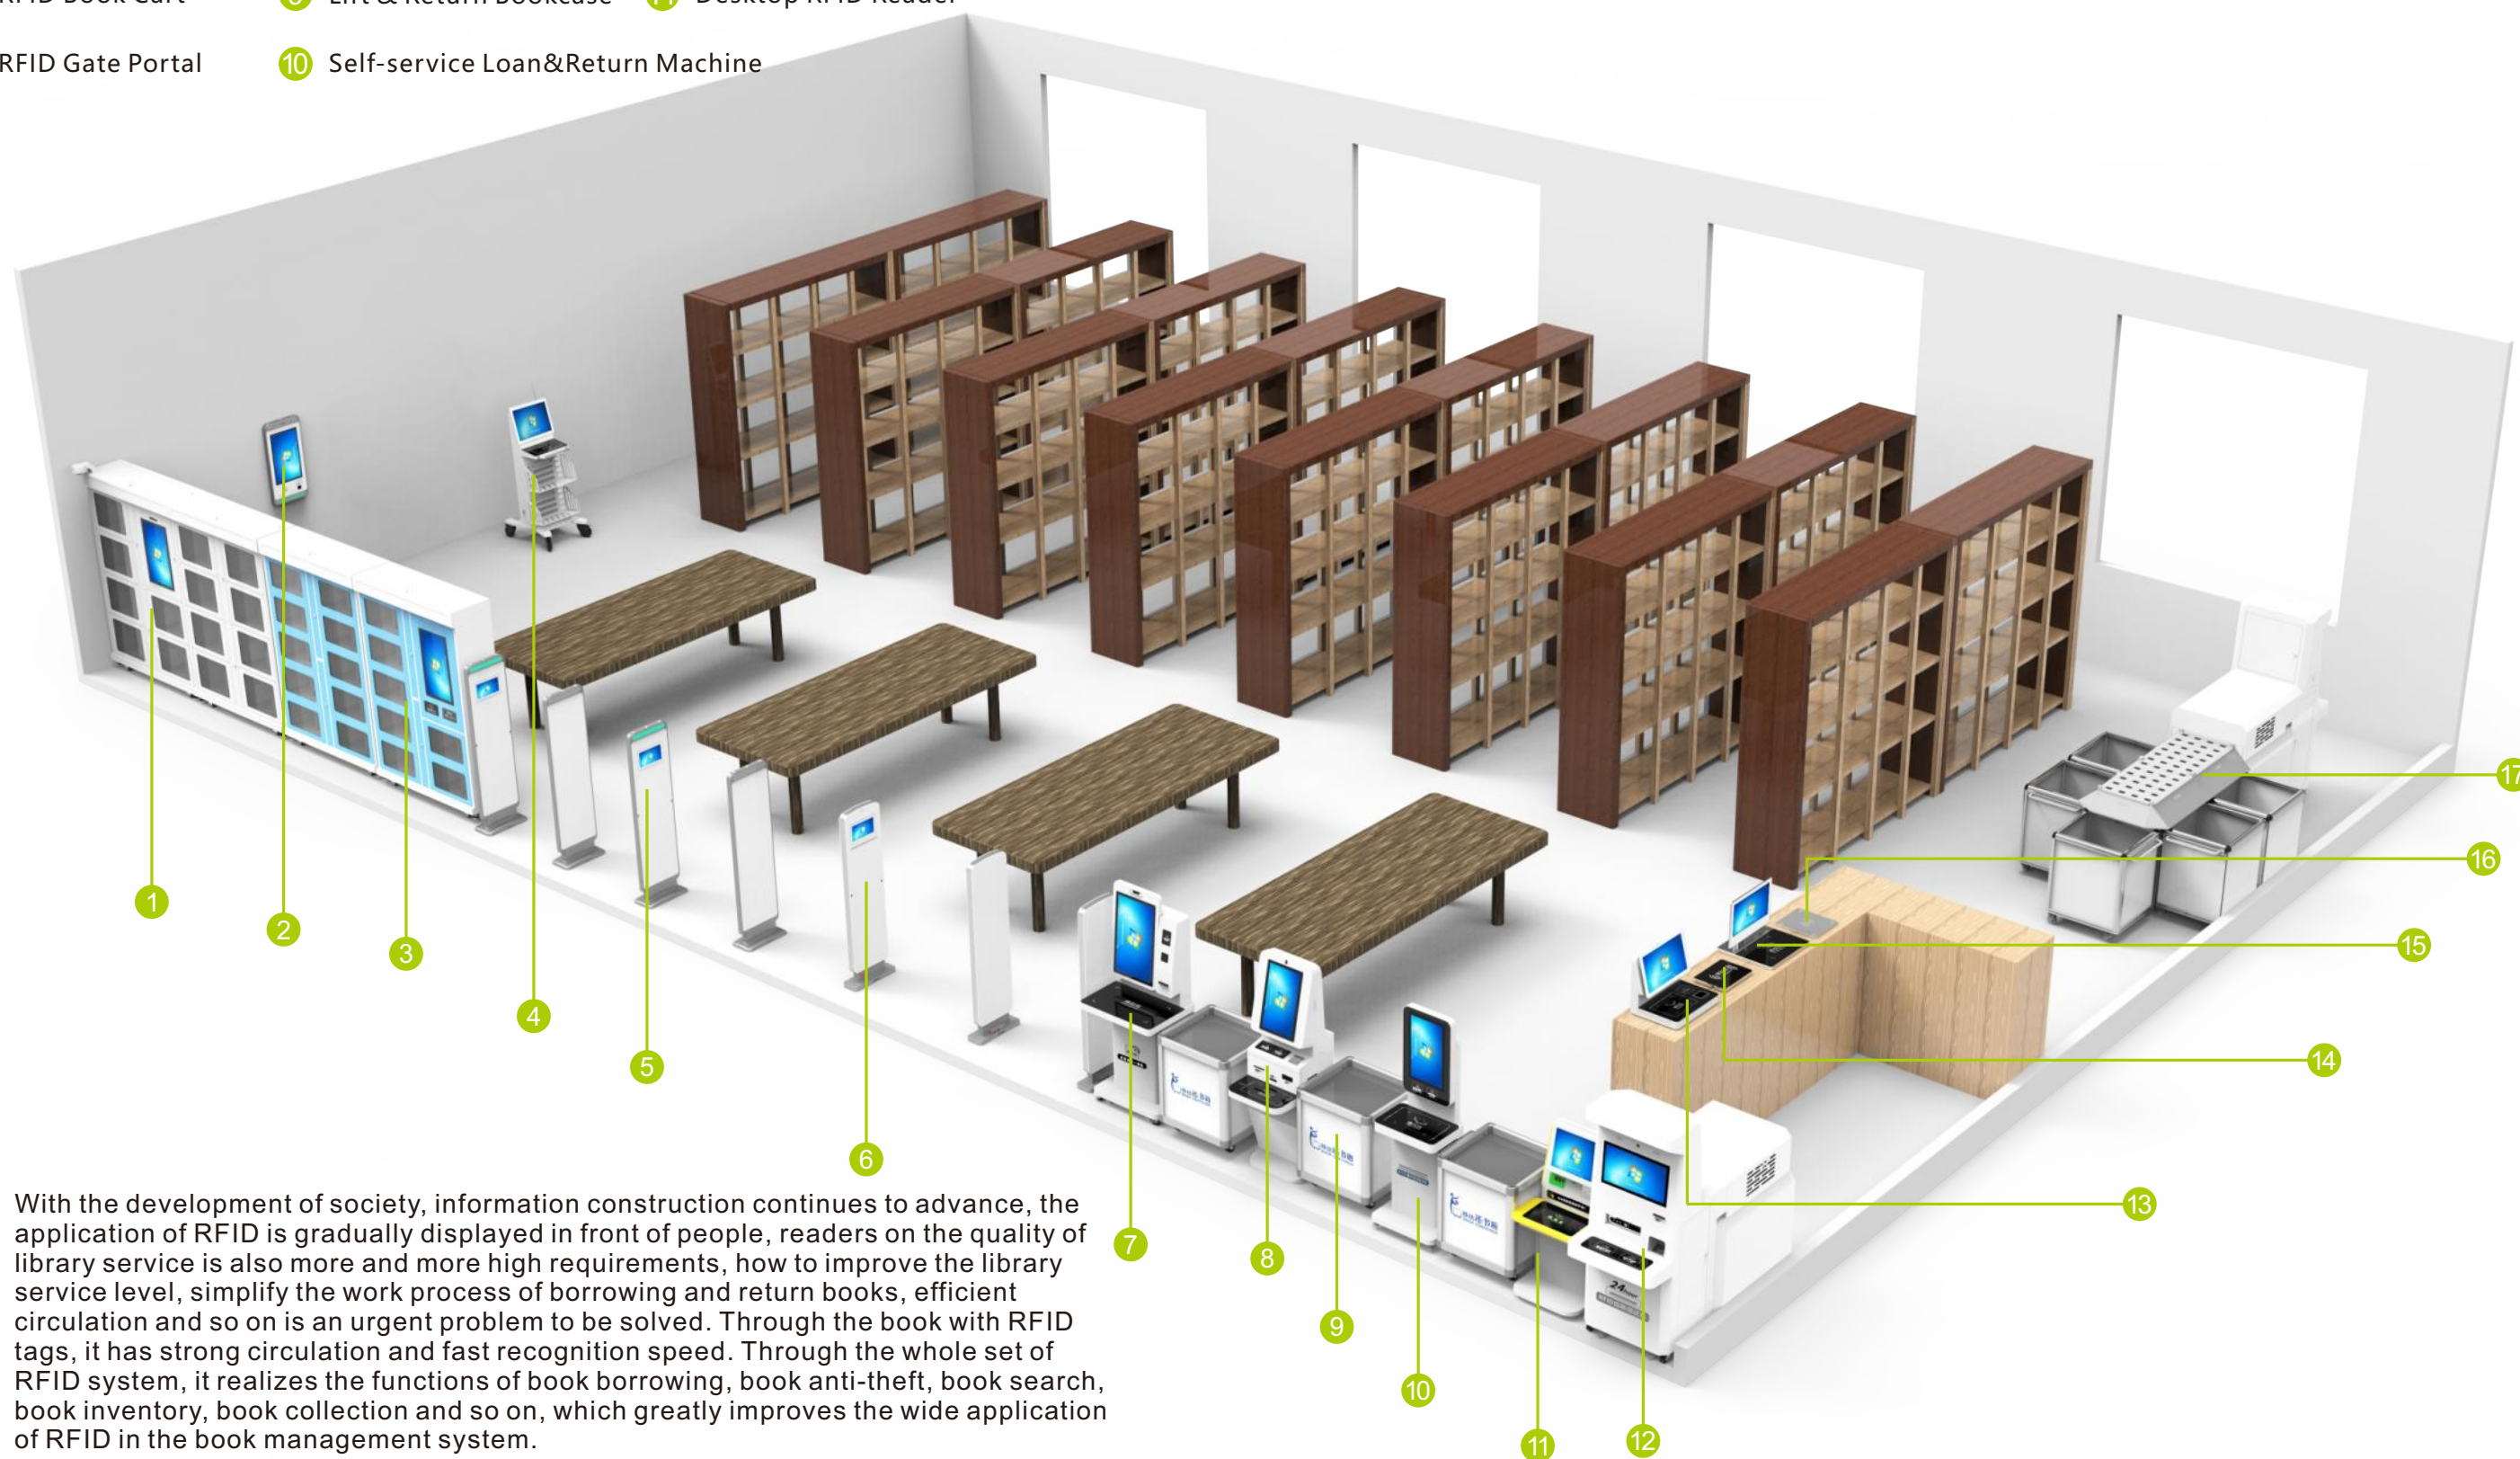 RFID Gate Portal
10 Self-service Loan&Return Machine
1
2
3
4
5
6
7
8
9
10
11
12
13
14
15
16
17
24hour
With the development of society, information construction continues to advance, the
application of RFID is gradually displayed in front of people, readers on the quality of
library service is also more and more high requirements, how to improve the library
service level, simplify the work process of borrowing and return books, efficient
circulation and so on is an urgent problem to be solved. Through the book with RFID
tags, it has strong circulation and fast recognition speed. Through the whole set of
RFID system, it realizes the functions of book borrowing, book anti-theft, book search,
book inventory, book collection and so on, which greatly improves the wide application
of RFID in the book management system.